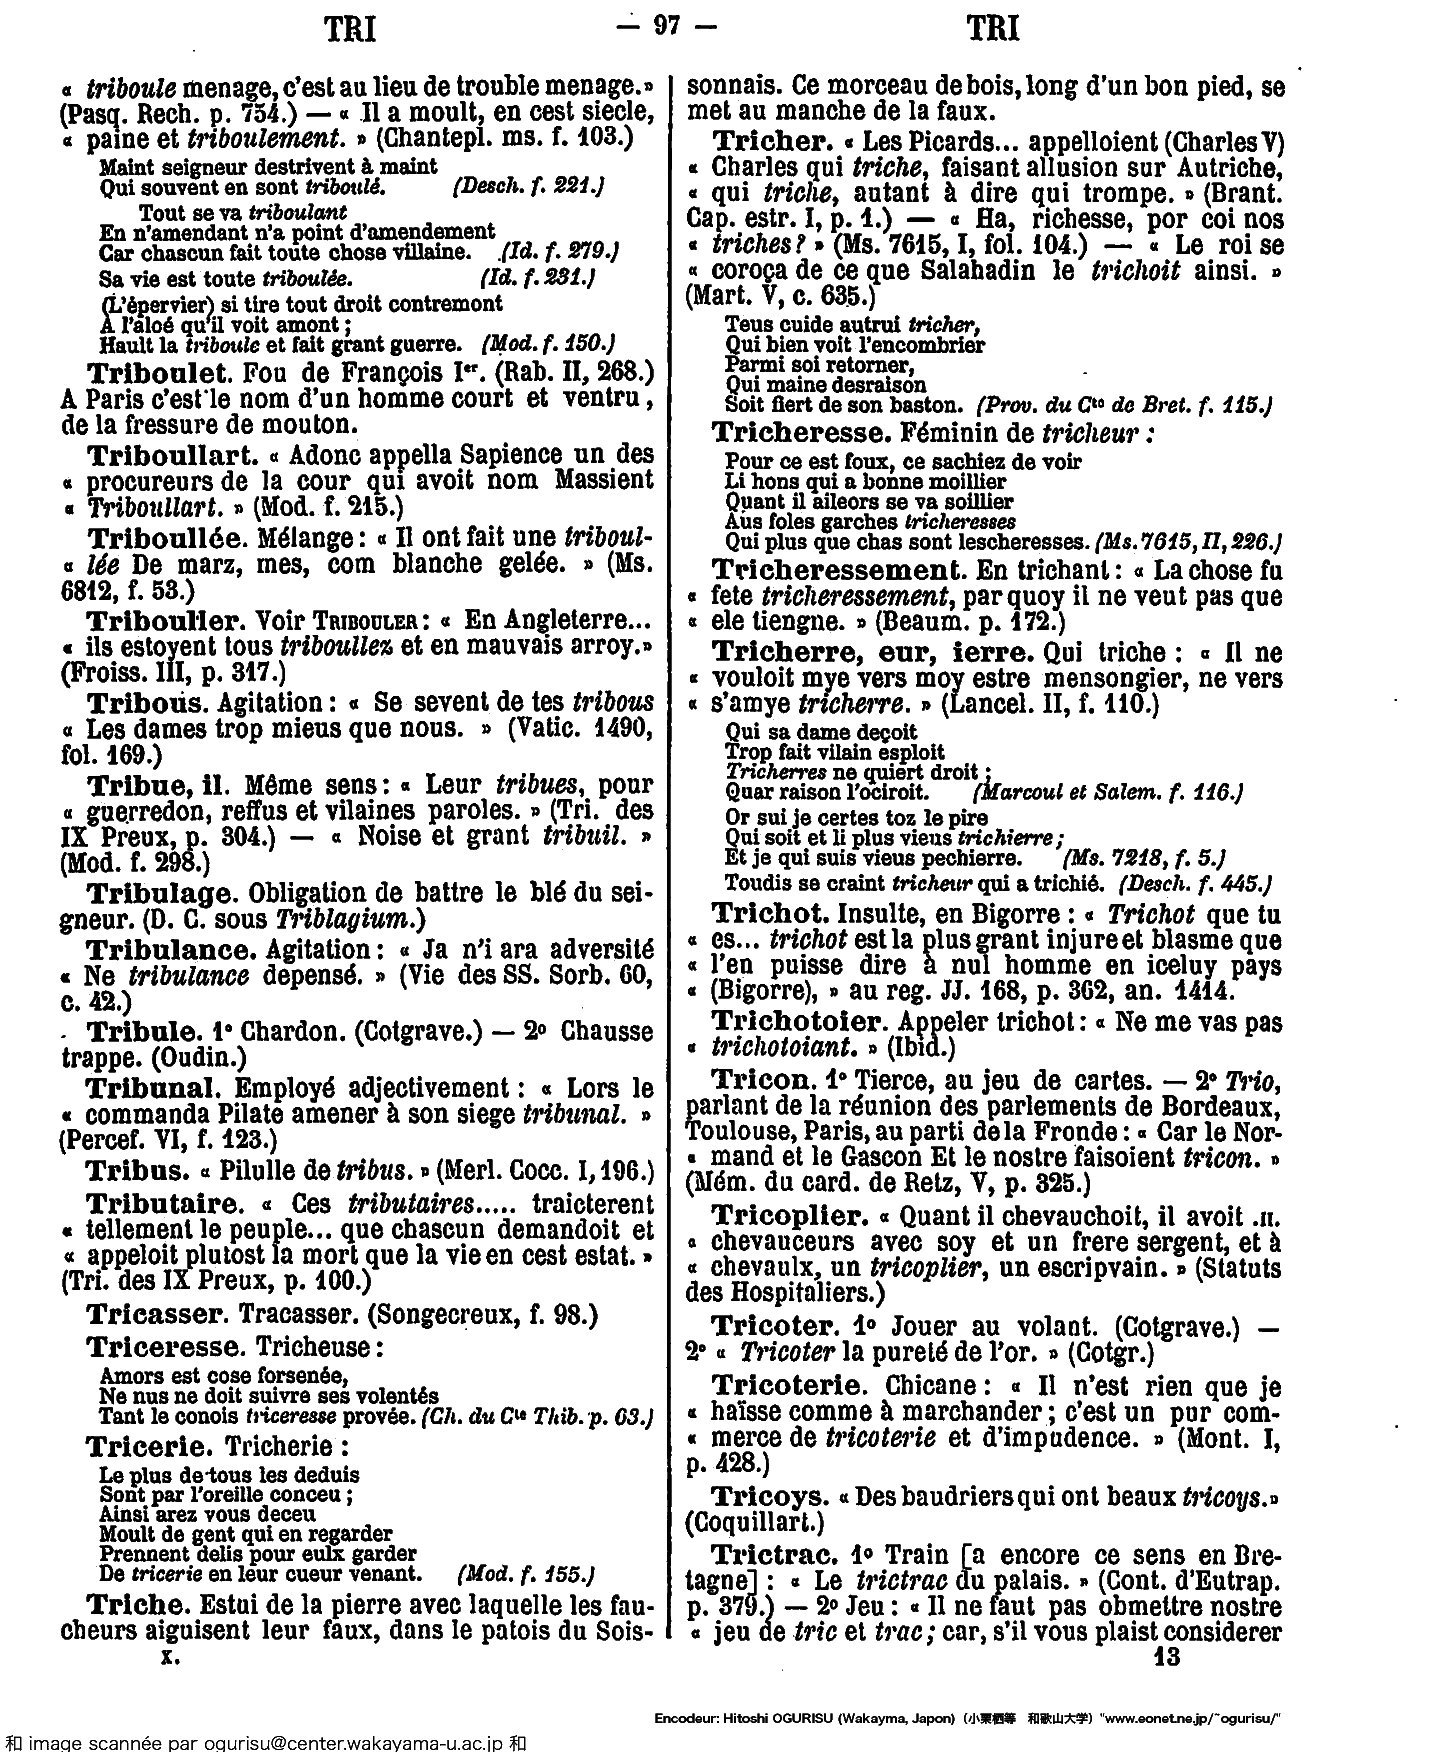 TRI — 97 — TRI
« triboule menage, c'est au lieu de trouble menage.»
(Pasq. Rech. p. 754.) — « Il a moult, en cest siecle,
« paine et triboulement. » (Chantepl. ms. f. 103.)
Maint seigneur destrivent à maint
Qui souvent en sont triboulé. (Desch. f. 221.)
Tout se va triboulant
En n'amendant n'a point d'amendement
Car chascun fait toute chose villaine. (Id. f. 279.)
Sa vie est toute triboulée. (Id. f. 231.)
(L'épervier) si tire tout droit contremont
A l'aloé qu'il voit amont ;
Hault la triboule et fait grant guerre. (Mod. f. 150.)
Triboulet. Fou de François Ier. (Rab. II, 268.)
A Paris c'est le nom d'un homme court et ventru,
de la fressure de mouton.
Triboullart. « Adonc appella Sapience un des
« procureurs de la cour qui avoit nom Massient
« Triboullart. » (Mod. f. 215.)
Triboullée. Mélange : « Il ont fait une triboul-
« lée De marz, mes, com blanche gelée. » (Ms.
6812, f. 53.)
Triboullier. Voir TRIBOULER : « En Angleterre...
« ils estoyent tous triboullez et en mauvais arroy.»
(Froiss. III, p. 317.)
Tribous. Agitation : « Se sevent de tes tribous
« Les dames trop mieus que nous. » (Vatic. 1490,
fol. 169.)
Tribue, il. Même sens : « Leur tribues, pour
« guerredon, reffus et vilaines paroles. » (Tri. des
IX Preux, p. 304.) — « Noise et grant tribuil. »
(Mod. f. 298.)
Tribulage. Obligation de battre le blé du sei-
gneur. (D. C. sous Triblagium.)
Tribulance. Agitation : « Ja n'i ara adversité
« Ne tribulance depensé. » (Vie des SS. Sorb. 60,
c. 42.)
Tribule. 1° Chardon. (Cotgrave.) — 2° Chausse
trappe. (Oudin.)
Tribunal. Employé adjectivement : « Lors le
« commanda Pilate amener à son siege tribunal. »
(Percef. VI, f. 123.)
Tribus. « Pilulle de tribus. » (Merl. Cocc. I, 196.)
Tributaire. « Ces tributaires..... traicterent
« tellement le peuple... que chascun demandoit et
« appeloit plutost la mort que la vie en cest estat. »
(Tri. des IX Preux, p. 100.)
Tricasser. Tracasser. (Songecreux, f. 98.)
Triceresse. Tricheuse :
Amors est cose forsenée,
Ne nus ne doit suivre ses volentés
Tant le conois triceresse provée. (Ch. du Cte Thib. p. 63.)
Tricerie. Tricherie :
Le plus de tous les deduis
Sont par l'oreille conceu ;
Ainsi arez vous deceu
Moult de gent qui en regarder
Prennent delis pour eulx garder
De tricerie en leur cueur venant. (Mod. f. 155.)
Triche. Estui de la pierre avec laquelle les fau-
cheurs aiguisent leur faux, dans le patois du Sois-
x.
sonnais. Ce morceau de bois, long d'un bon pied, se
met au manche de la faux.
Tricher. « Les Picards... appelloient (Charles V)
« Charles qui triche, faisant allusion sur Autriche,
« qui triche, autant à dire qui trompe. » (Brant.
Cap. estr. I, p. 1.) — « Ha, richesse, por coi nos
« triches ? » (Ms. 7615, I, fol. 104.) — « Le roi se
« coroça de ce que Salahadin le trichoit ainsi. »
(Mart. V, c. 635.)
Teus cuide autrui tricher,
Qui bien voit l'encombrier
Parmi soi retorner,
Qui maine desraison
Soit fiert de son baston. (Prov. du Cte de Bret. f. 115.)
Tricheresse. Féminin de tricheur :
Pour ce est foux, ce sachiez de voir
Li hons qui a bonne moillier
Quant il aileors se va soillier
Aus foles garches tricheresses
Qui plus que chas sont lescheresses. (Ms. 7615, II, 226.)
Tricheressement. En trichant : « La chose fu
« fete tricheressement, par quoy il ne veut pas que
« ele tiengne. » (Beaum. p. 172.)
Tricherre, eur, ierre. Qui triche : « Il ne
« vouloit mye vers moy estre mensongier, ne vers
« s'amye tricherre. » (Lancel. II, f. 110.)
Qui sa dame deçoit
Trop fait vilain esploit
Tricherres ne quiert droit ;
Quar raison l'ociroit. (Marcoul et Salem. f. 116.)
Or sui je certes toz le pire
Qui soit et li plus vieus trichierre ;
Et je qui suis vieus pechierre. (Ms. 7218, f. 5.)
Toudis se craint tricheur qui a trichié. (Desch. f. 445.)
Trichot. Insulte, en Bigorre : « Trichot que tu
« es... trichot est la plus grant injure et blasme que
« l'en puisse dire à nul homme en iceluy pays
« (Bigorre), » au reg. JJ. 168, p. 362, an. 1414.
Trichotoier. Appeler trichot : « Ne me vas pas
« trichotoiant. » (Ibid.)
Tricon. 1° Tierce, au jeu de cartes. — 2° Trio,
parlant de la réunion des parlements de Bordeaux,
Toulouse, Paris, au parti de la Fronde : « Car le Nor-
« mand et le Gascon Et le nostre faisoient tricon. »
(Mém. du card. de Retz, V, p. 325.)
Tricoplier. « Quant il chevauchoit, il avoit .II.
« chevauceurs avec soy et un frere sergent, et à
« chevaulx, un tricoplier, un escripvain. » (Statuts
des Hospitaliers.)
Tricoter. 1° Jouer au volant. (Cotgrave.) —
2° « Tricoter la pureté de l'or. » (Cotgr.)
Tricoterie. Chicane : « Il n'est rien que je
« haïsse comme à marchander ; c'est un pur com-
« merce de tricoterie et d'impudence. » (Mont. I,
p. 428.)
Tricoys. « Des baudriers qui ont beaux tricoys.»
(Coquillart.)
Trictrac. 1° Train [a encore ce sens en Bre-
tagne] : « Le trictrac du palais. » (Cont. d'Eutrap.
p. 379.) — 2° Jeu : « Il ne faut pas obmettre nostre
« jeu de tric et trac ; car, s'il vous plaist considerer
13
Encodeur: Hitoshi OGURISU (Wakayma, Japon) (小栗栖等 和歌山大学) "www.eonet.ne.jp/~ogurisu/"
和 image scannée par ogurisu@center.wakayama-u.ac.jp 和